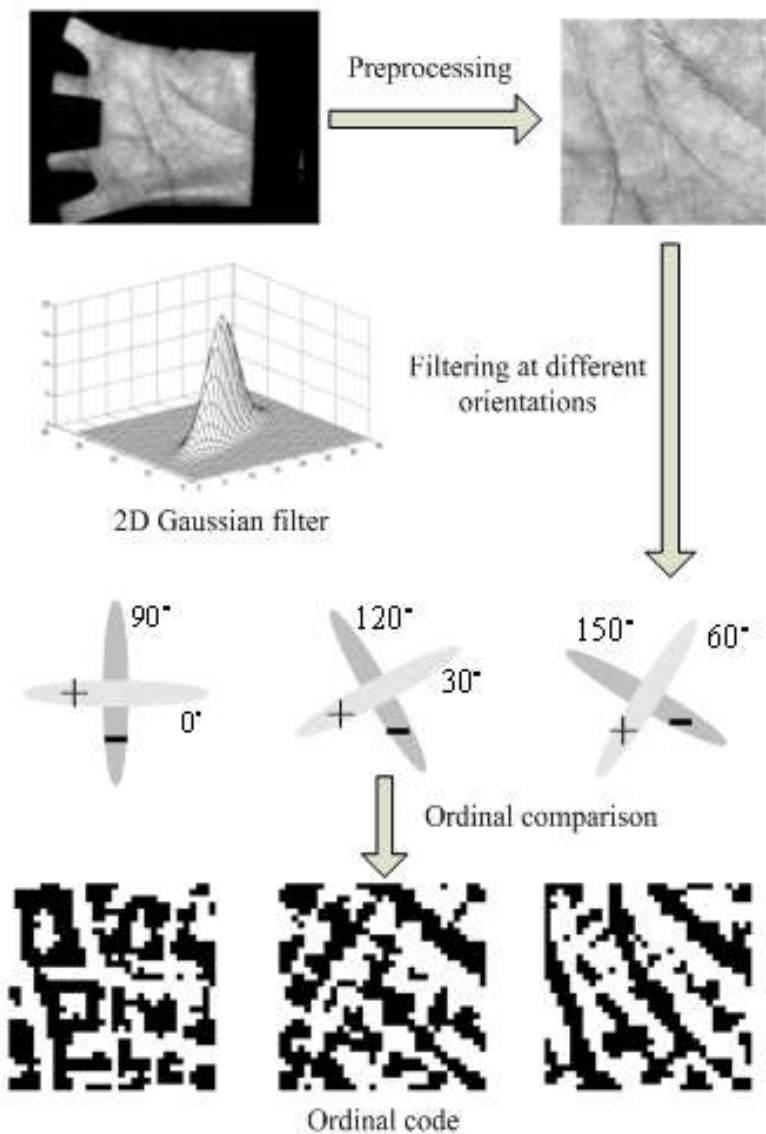 Preprocessing
Filtering at different
orientations
2D Gaussian filter
90°
0°
120°
30°
150°
60°
Ordinal comparison
Ordinal code